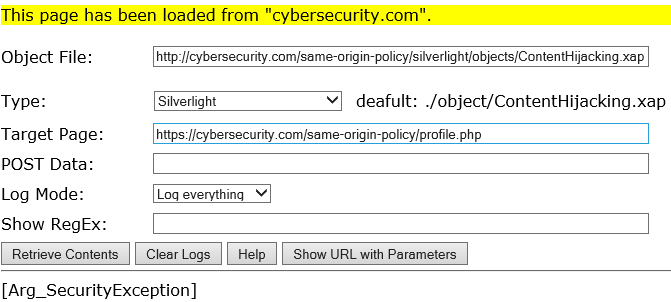 This page has been loaded from "cybersecurity.com".
Object File: http://cybersecurity.com/same-origin-policy/silverlight/objects/ContentHijacking.xap
Type: Silverlight deafult: ./object/ContentHijacking.xap
Target Page: https://cybersecurity.com/same-origin-policy/profile.php
POST Data:
Log Mode: Log everything
Show RegEx:
Retrieve Contents Clear Logs Help Show URL with Parameters
[Arg_SecurityException]